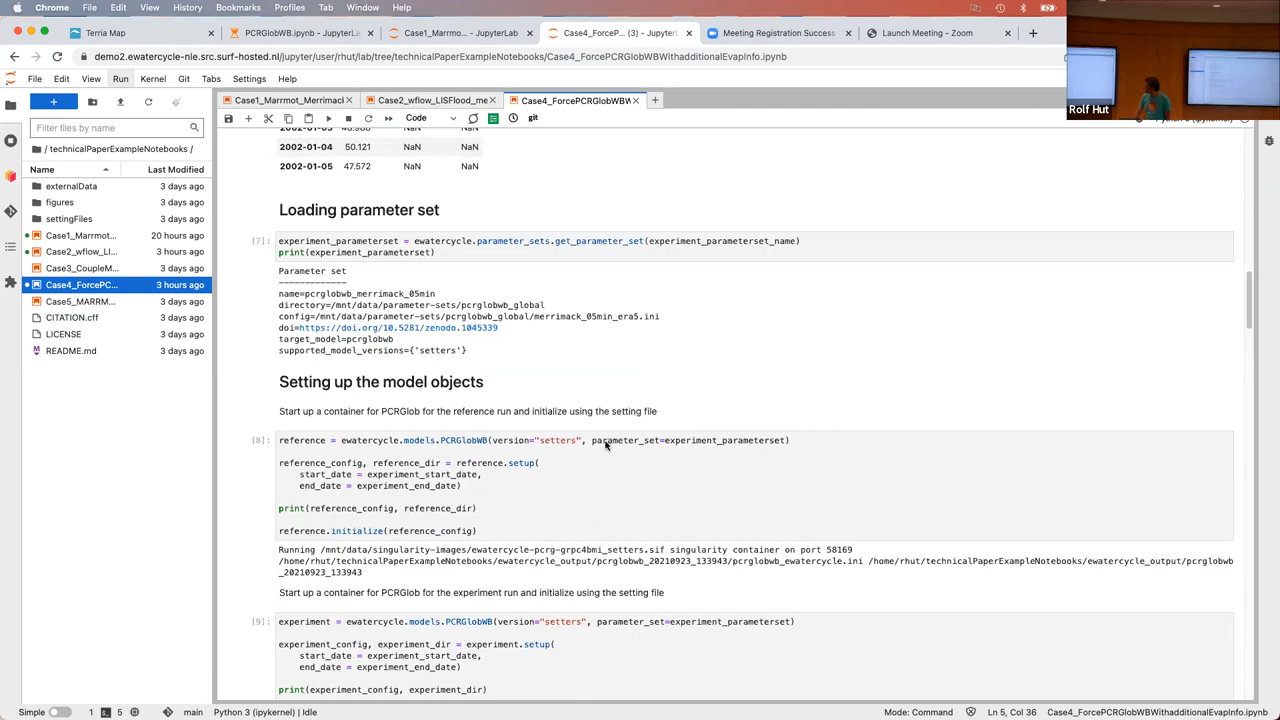 Chrome File Edit View History Bookmarks Profiles Tab Window Help
Terria Map
PCRGlobWB.ipynb - JupyterLe
Case1_Marrmo... - JupyterLab
Case4_ForceP... (3) - Jupyter
Meeting Registration Success
Launch Meeting - Zoom
demo2.ewatercycle-nle.src.surf-hosted.nl/jupyter/user/rhut/lab/tree/technicalPaperExampleNotebooks/Case4_ForcePCRGlobWBWithadditionalEvapInfo.ipynb
Rolf Hut
File Edit View Run Kernel Git Tabs Settings Help
Case1_Marrmot_Merrimacl
Case2_wflow_LISFlood_me
Case4_ForcePCRGlobWBW
Code
git
Filter files by name
/ technicalPaperExampleNotebooks /
Name Last Modified
externalData 3 days ago
figures 3 days ago
settingFiles 3 days ago
Case1_Marrmot... 20 hours ago
Case2_wflow_LI... 3 hours ago
Case3_CoupleM... 3 days ago
Case4_ForcePC... 3 hours ago
Case5_MARRM... 3 days ago
CITATION.cff 3 days ago
LICENSE 3 days ago
README.md 3 days ago
2002-01-04 50.121 NaN NaN
2002-01-05 47.572 NaN NaN
Loading parameter set
[7]: experiment_parameterset = ewatercycle.parameter_sets.get_parameter_set(experiment_parameterset_name)
print(experiment_parameterset)
Parameter set
-------------
name=pcrglobwb_merrimack_05min
directory=/mnt/data/parameter-sets/pcrglobwb_global
config=/mnt/data/parameter-sets/pcrglobwb_global/merrimack_05min_era5.ini
doi=https://doi.org/10.5281/zenodo.1045339
target_model=pcrglobwb
supported_model_versions={'setters'}
Setting up the model objects
Start up a container for PCRGlob for the reference run and initialize using the setting file
[8]: reference = ewatercycle.models.PCRGlobWB(version="setters", parameter_set=experiment_parameterset)
reference_config, reference_dir = reference.setup(
start_date = experiment_start_date,
end_date = experiment_end_date)
print(reference_config, reference_dir)
reference.initialize(reference_config)
Running /mnt/data/singularity-images/ewatercycle-pcrg-grpc4bmi_setters.sif singularity container on port 58169
/home/rhut/technicalPaperExampleNotebooks/ewatercycle_output/pcrglobwb_20210923_133943/pcrglobwb_ewatercycle.ini /home/rhut/technicalPaperExampleNotebooks/ewatercycle_output/pcrglobwb
_20210923_133943
Start up a container for PCRGlob for the experiment run and initialize using the setting file
[9]: experiment = ewatercycle.models.PCRGlobWB(version="setters", parameter_set=experiment_parameterset)
experiment_config, experiment_dir = experiment.setup(
start_date = experiment_start_date,
end_date = experiment_end_date)
print(experiment_config, experiment_dir)
Simple 1 5 main Python 3 (ipykernel) | Idle Mode: Command Ln 5, Col 36 Case4_ForcePCRGlobWBWithadditionalEvapInfo.ipynb